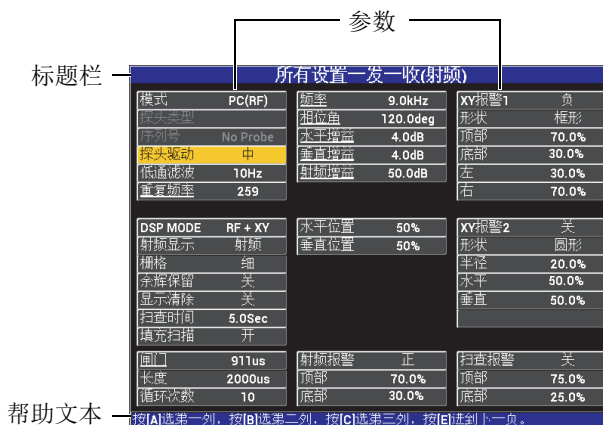 参数
标题栏
所有设置一发一收(射频)
模式 PC(RF)
探头类型
序列号 No Probe
探头驱动 中
低通滤波 10Hz
重复频率 259
频率 9.0kHz
相位角 120.0deg
水平增益 4.0dB
垂直增益 4.0dB
射频增益 50.0dB
XY报警1 负
形状 框形
顶部 70.0%
底部 30.0%
左 30.0%
右 70.0%
DSP MODE RF + XY
射频显示 射频
栅格 细
余辉保留 关
显示清除 关
扫查时间 5.0Sec
填充扫描 开
水平位置 50%
垂直位置 50%
XY报警2 关
形状 圆形
半径 20.0%
水平 50.0%
垂直 50.0%
闸门 911us
长度 2000us
循环次数 10
射频报警 正
顶部 70.0%
底部 30.0%
扫查报警 关
顶部 75.0%
底部 25.0%
帮助文本
按[A]选第一列，按[B]选第二列，按[C]选第三列，按[E]进到下一页。